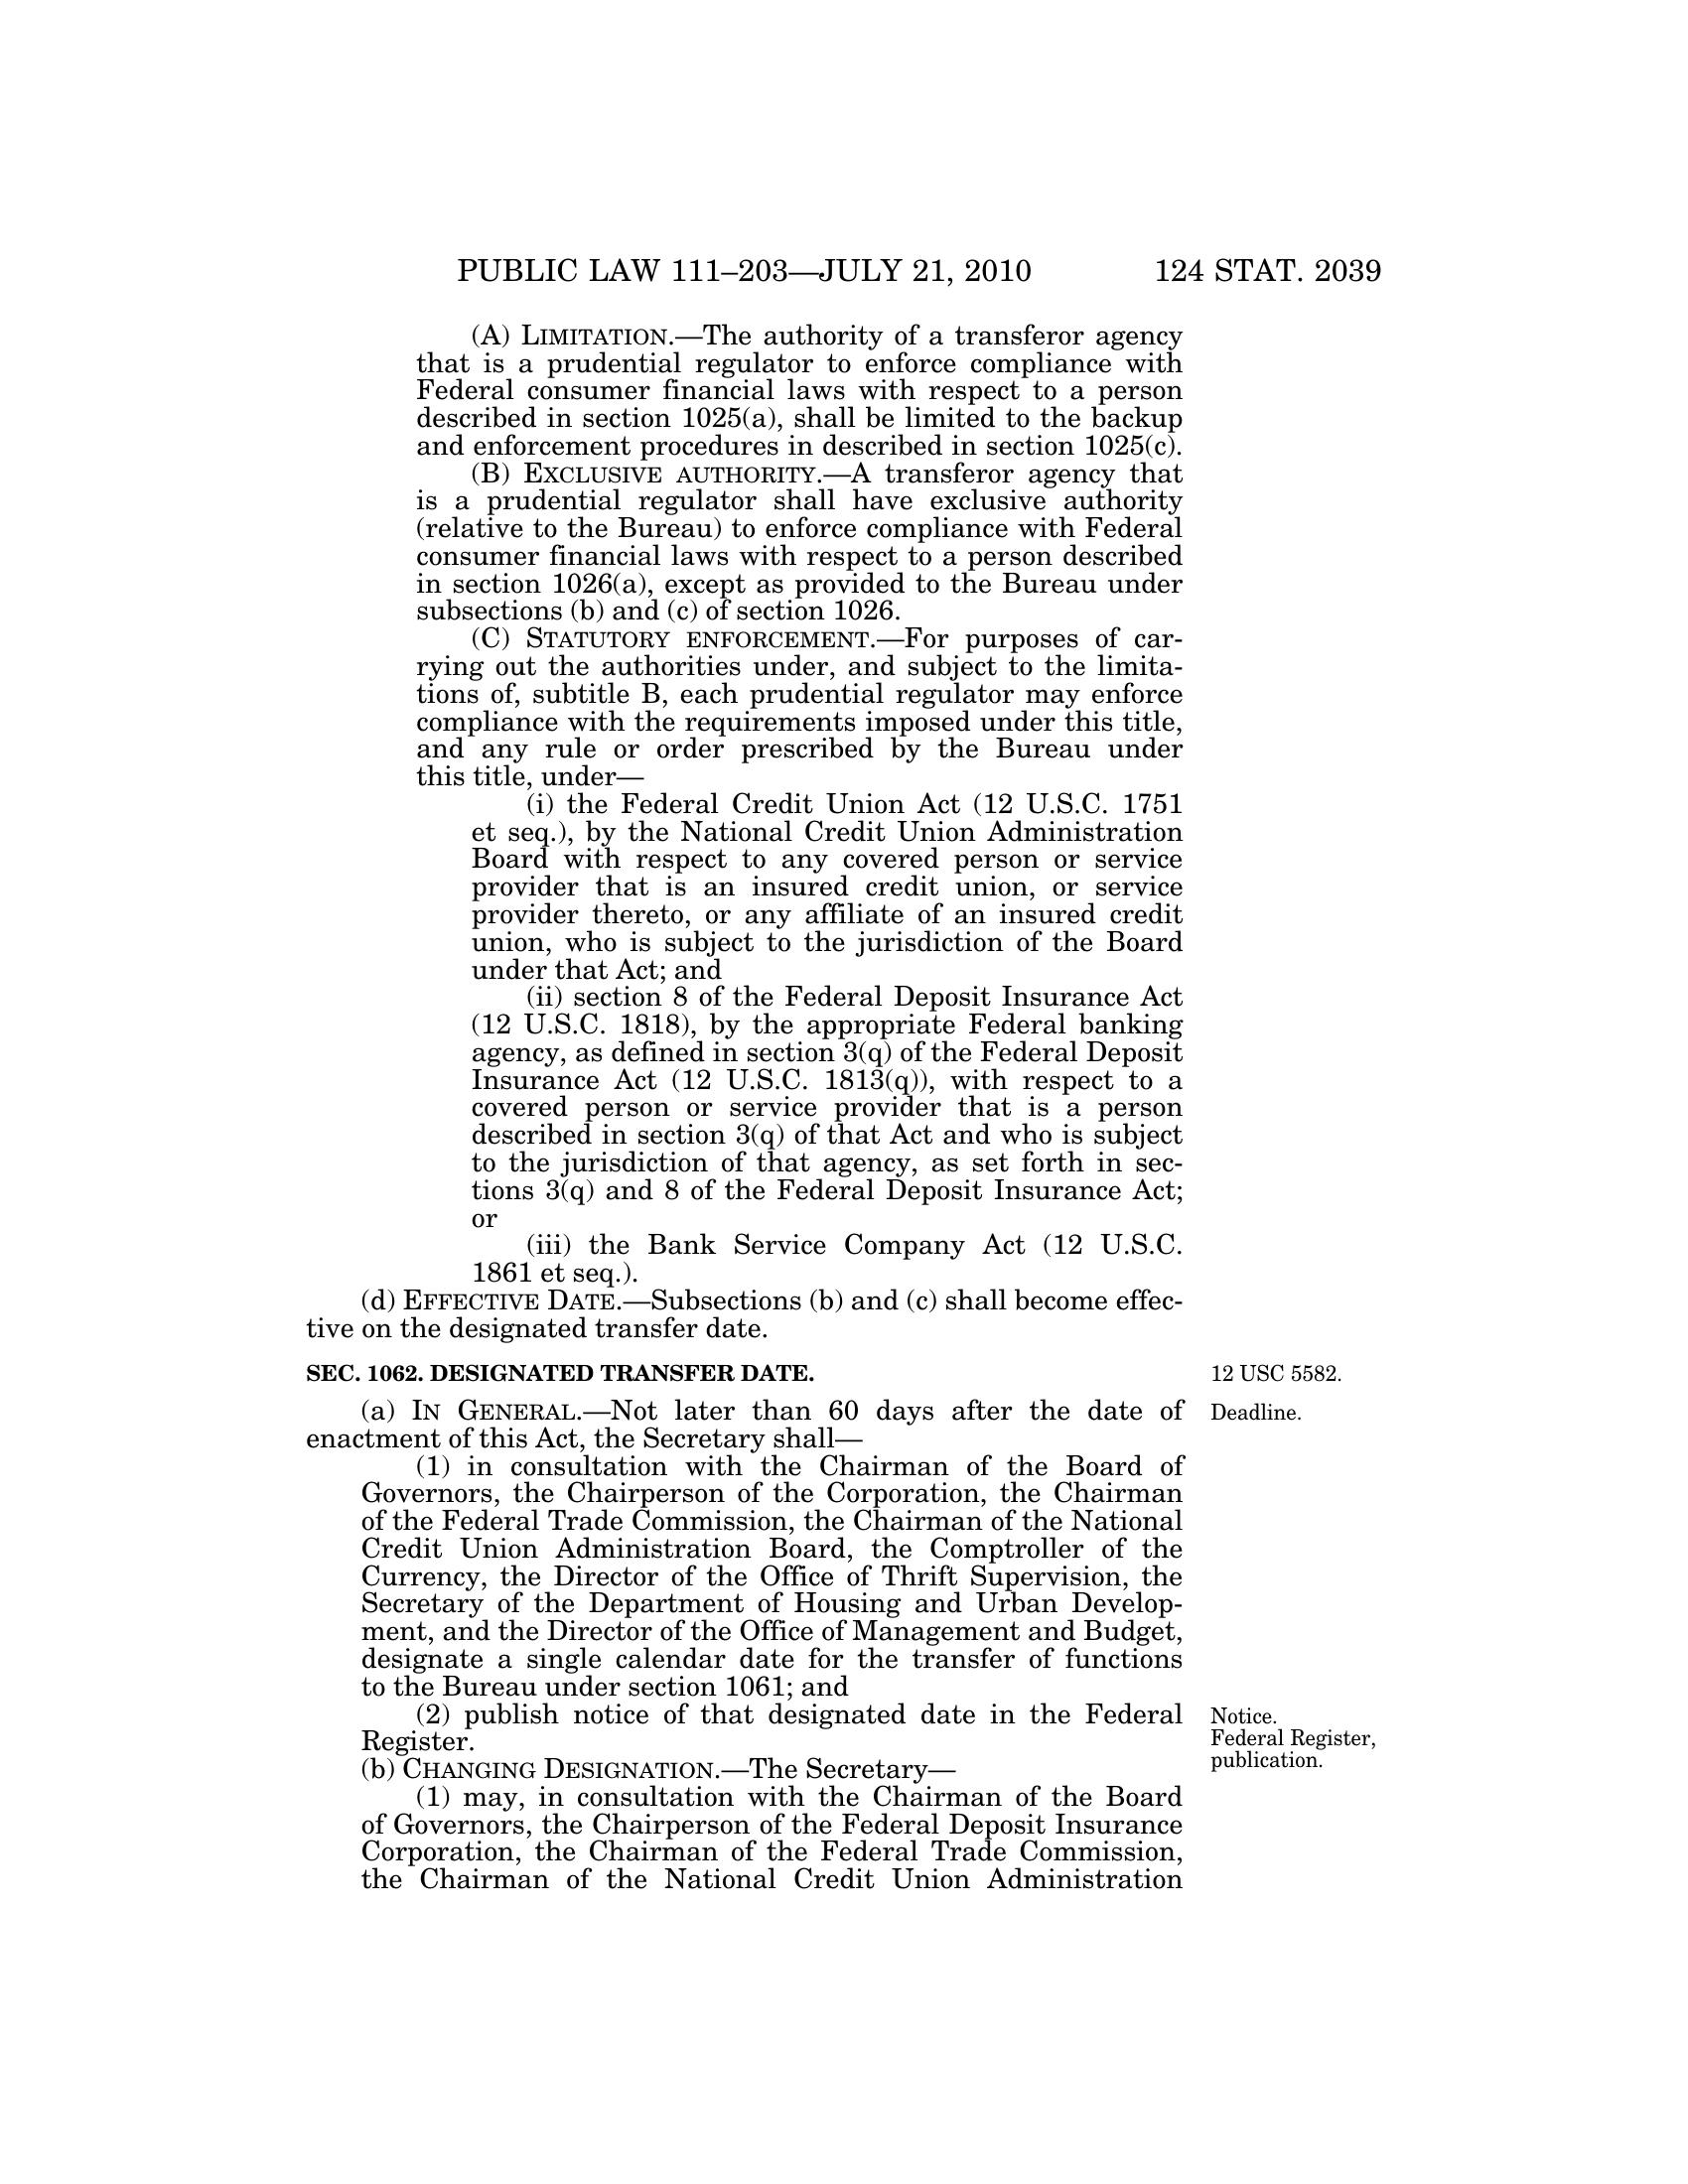 PUBLIC LAW 111–203—JULY 21, 2010 124 STAT. 2039
(A) LIMITATION.—The authority of a transferor agency
that is a prudential regulator to enforce compliance with
Federal consumer financial laws with respect to a person
described in section 1025(a), shall be limited to the backup
and enforcement procedures in described in section 1025(c).
(B) EXCLUSIVE AUTHORITY.—A transferor agency that
is a prudential regulator shall have exclusive authority
(relative to the Bureau) to enforce compliance with Federal
consumer financial laws with respect to a person described
in section 1026(a), except as provided to the Bureau under
subsections (b) and (c) of section 1026.
(C) STATUTORY ENFORCEMENT.—For purposes of car-
rying out the authorities under, and subject to the limita-
tions of, subtitle B, each prudential regulator may enforce
compliance with the requirements imposed under this title,
and any rule or order prescribed by the Bureau under
this title, under—
(i) the Federal Credit Union Act (12 U.S.C. 1751
et seq.), by the National Credit Union Administration
Board with respect to any covered person or service
provider that is an insured credit union, or service
provider thereto, or any affiliate of an insured credit
union, who is subject to the jurisdiction of the Board
under that Act; and
(ii) section 8 of the Federal Deposit Insurance Act
(12 U.S.C. 1818), by the appropriate Federal banking
agency, as defined in section 3(q) of the Federal Deposit
Insurance Act (12 U.S.C. 1813(q)), with respect to a
covered person or service provider that is a person
described in section 3(q) of that Act and who is subject
to the jurisdiction of that agency, as set forth in sec-
tions 3(q) and 8 of the Federal Deposit Insurance Act;
or
(iii) the Bank Service Company Act (12 U.S.C.
1861 et seq.).
(d) EFFECTIVE DATE.—Subsections (b) and (c) shall become effec-
tive on the designated transfer date.
SEC. 1062. DESIGNATED TRANSFER DATE. 12 USC 5582.
(a) IN GENERAL.—Not later than 60 days after the date of Deadline.
enactment of this Act, the Secretary shall—
(1) in consultation with the Chairman of the Board of
Governors, the Chairperson of the Corporation, the Chairman
of the Federal Trade Commission, the Chairman of the National
Credit Union Administration Board, the Comptroller of the
Currency, the Director of the Office of Thrift Supervision, the
Secretary of the Department of Housing and Urban Develop-
ment, and the Director of the Office of Management and Budget,
designate a single calendar date for the transfer of functions
to the Bureau under section 1061; and
(2) publish notice of that designated date in the Federal Notice.
Register. Federal Register,
(b) CHANGING DESIGNATION.—The Secretary— publication.
(1) may, in consultation with the Chairman of the Board
of Governors, the Chairperson of the Federal Deposit Insurance
Corporation, the Chairman of the Federal Trade Commission,
the Chairman of the National Credit Union Administration